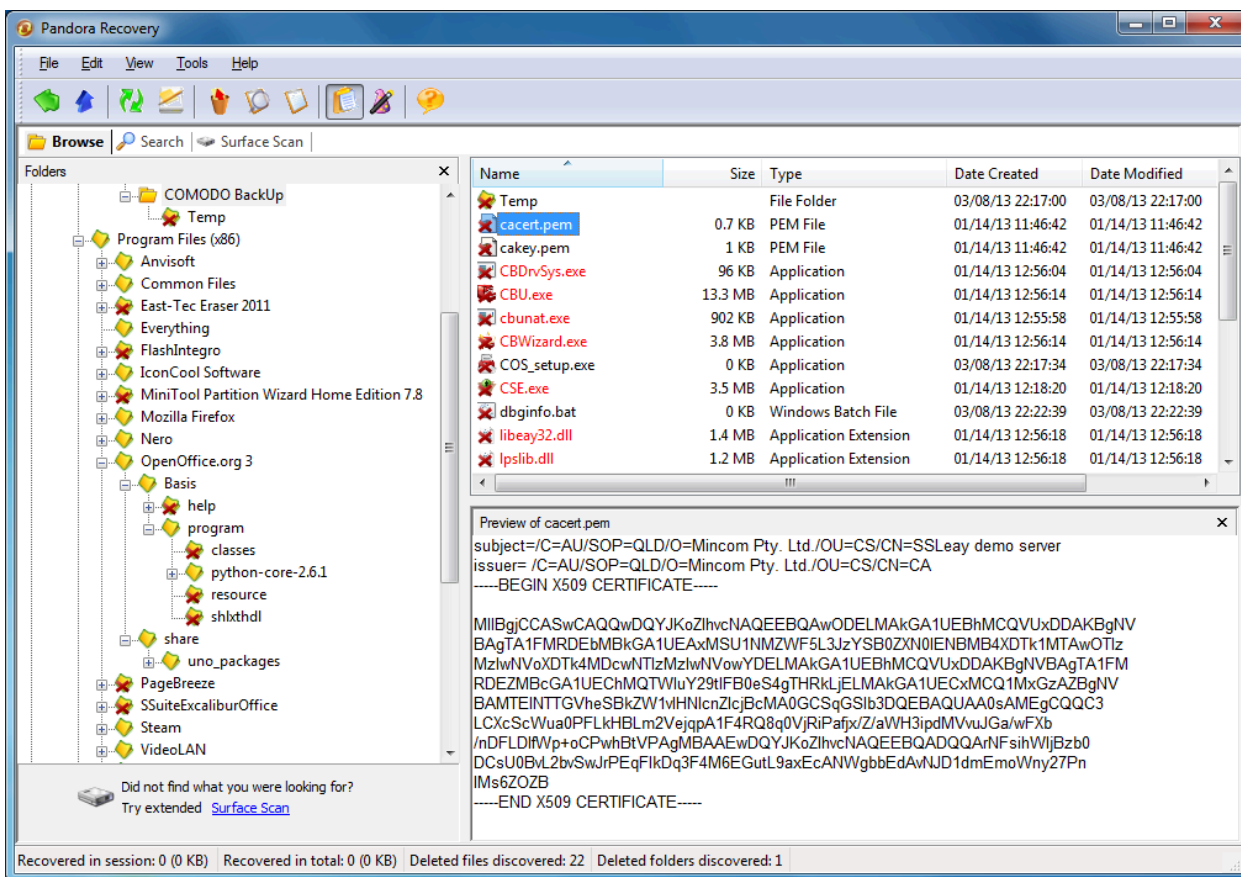 Pandora Recovery
File Edit View Tools Help
Browse Search Surface Scan
Folders
COMODO BackUp
Temp
Program Files (x86)
Anvisoft
Common Files
East-Tec Eraser 2011
Everything
FlashIntegro
IconCool Software
MiniTool Partition Wizard Home Edition 7.8
Mozilla Firefox
Nero
OpenOffice.org 3
Basis
help
program
classes
python-core-2.6.1
resource
shlxthdl
share
uno_packages
PageBreeze
SSuiteExcaliburOffice
Steam
VideoLAN
Did not find what you were looking for?
Try extended Surface Scan
Name Size Type Date Created Date Modified
Temp File Folder 03/08/13 22:17:00 03/08/13 22:17:00
cacert.pem 0.7 KB PEM File 01/14/13 11:46:42 01/14/13 11:46:42
cakey.pem 1 KB PEM File 01/14/13 11:46:42 01/14/13 11:46:42
CBDrvSys.exe 96 KB Application 01/14/13 12:56:04 01/14/13 12:56:04
CBU.exe 13.3 MB Application 01/14/13 12:56:14 01/14/13 12:56:14
cbunat.exe 902 KB Application 01/14/13 12:55:58 01/14/13 12:55:58
CBWizard.exe 3.8 MB Application 01/14/13 12:56:14 01/14/13 12:56:14
COS_setup.exe 0 KB Application 03/08/13 22:17:34 03/08/13 22:17:34
CSE.exe 3.5 MB Application 01/14/13 12:18:20 01/14/13 12:18:20
dbginfo.bat 0 KB Windows Batch File 03/08/13 22:22:39 03/08/13 22:22:39
libeay32.dll 1.4 MB Application Extension 01/14/13 12:56:18 01/14/13 12:56:18
lpslib.dll 1.2 MB Application Extension 01/14/13 12:56:18 01/14/13 12:56:18
Preview of cacert.pem
subject=/C=AU/SOP=QLD/O=Mincom Pty. Ltd./OU=CS/CN=SSLeay demo server
issuer= /C=AU/SOP=QLD/O=Mincom Pty. Ltd./OU=CS/CN=CA
-----BEGIN X509 CERTIFICATE-----
MIIBgjCCASwCAQQwDQYJKoZIhvcNAQEEBQAwODELMAkGA1UEBhMCQVUxDDAKBgNV
BAgTA1FMRDEbMBkGA1UEAxMSU1NMZWF5L3JzYSB0ZXN0IENBMB4XDTk1MTAwOTIz
MzIwNVoXDTk4MDcwNTIzMzIwNVowYDELMAkGA1UEBhMCQVUxDDAKBgNVBAgTA1FM
RDEZMBcGA1UEChMQTWluY29tIFB0eS4gTHRkLjELMAkGA1UECxMCQ1MxGzAZBgNV
BAMTElNTTGVheSBkZW1vIHNlcnZlcjBcMA0GCSqGSIb3DQEBAQUAA0sAMEgCQQC3
LCXcScWua0PFLkHBLm2VejqpA1F4RQ8q0VjRiPafjx/Z/aWH3ipdMVvuJGa/wFXb
/nDFLDlfWp+oCPwhBtVPAgMBAAEwDQYJKoZIhvcNAQEEBQADQQArNFsihWIjBzb0
DCsU0BvL2bvSwJrPEqFlkDq3F4M6EGutL9axEcANWgbbEdAvNJD1dmEmoWny27Pn
IMs6ZOZB
-----END X509 CERTIFICATE-----
Recovered in session: 0 (0 KB) Recovered in total: 0 (0 KB) Deleted files discovered: 22 Deleted folders discovered: 1